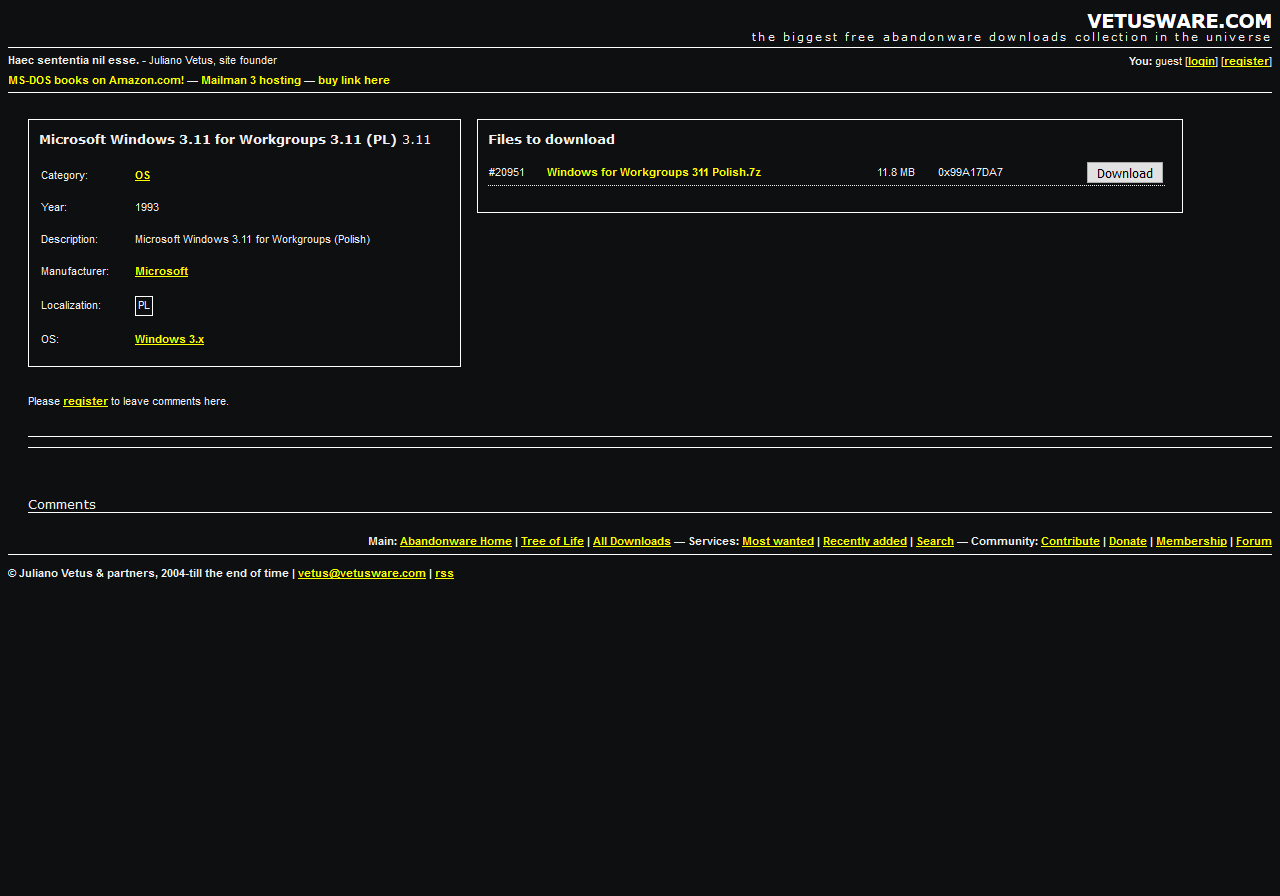 VETUSWARE.COM
the biggest free abandonware downloads collection in the universe
Haec sententia nil esse. - Juliano Vetus, site founder
You: guest [login] [register]
MS-DOS books on Amazon.com! — Mailman 3 hosting — buy link here
Microsoft Windows 3.11 for Workgroups 3.11 (PL) 3.11
Category: OS
Year: 1993
Description: Microsoft Windows 3.11 for Workgroups (Polish)
Manufacturer: Microsoft
Localization: PL
OS: Windows 3.x
Files to download
#20951 Windows for Workgroups 311 Polish.7z 11.8 MB 0x99A17DA7 Download
Please register to leave comments here.
Comments
Main: Abandonware Home | Tree of Life | All Downloads — Services: Most wanted | Recently added | Search — Community: Contribute | Donate | Membership | Forum
© Juliano Vetus & partners, 2004-till the end of time | vetus@vetusware.com | rss